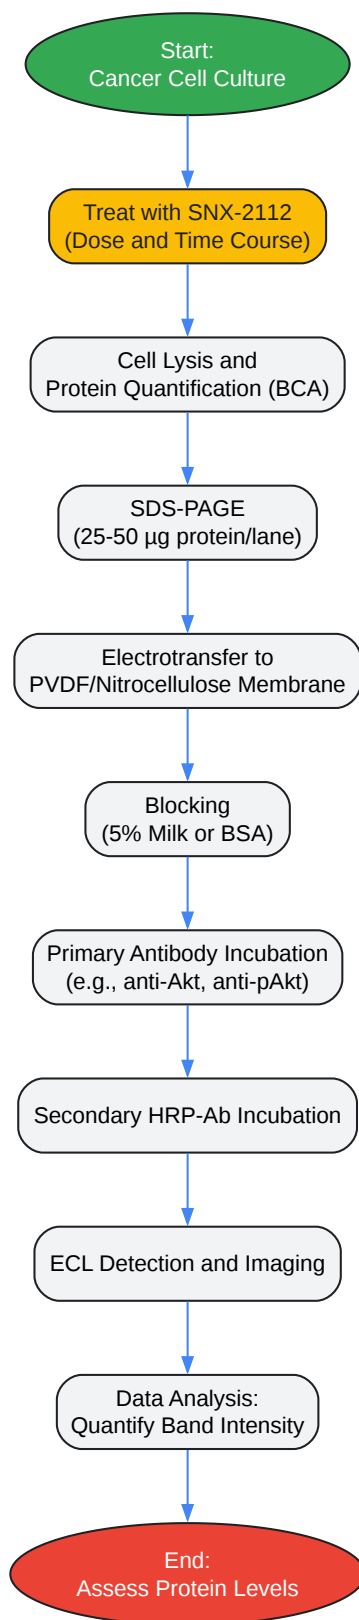 Start:
Cancer Cell Culture
Treat with SNX-2112
(Dose and Time Course)
Cell Lysis and
Protein Quantification (BCA)
SDS-PAGE
(25-50 µg protein/lane)
Electrotransfer to
PVDF/Nitrocellulose Membrane
Blocking
(5% Milk or BSA)
Primary Antibody Incubation
(e.g., anti-Akt, anti-pAkt)
Secondary HRP-Ab Incubation
ECL Detection and Imaging
Data Analysis:
Quantify Band Intensity
End:
Assess Protein Levels